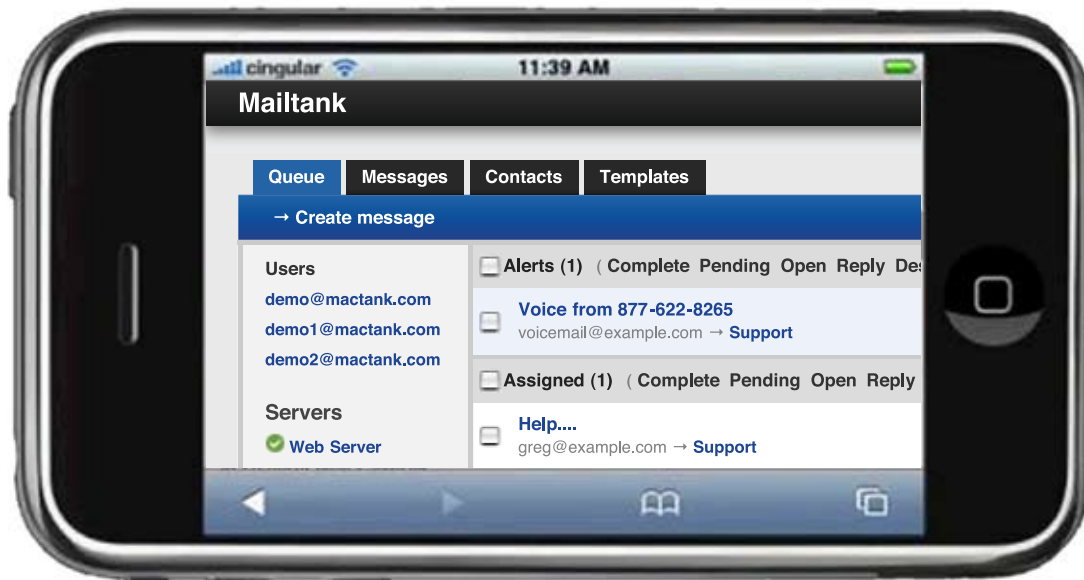 cingular 11:39 AM
Mailtank
Queue Messages Contacts Templates
→ Create message
Users
demo@mactank.com
demo1@mactank.com
demo2@mactank.com
Servers
Web Server
Alerts (1) ( Complete Pending Open Reply Des
Voice from 877-622-8265
voicemail@example.com → Support
Assigned (1) ( Complete Pending Open Reply
Help....
greg@example.com → Support